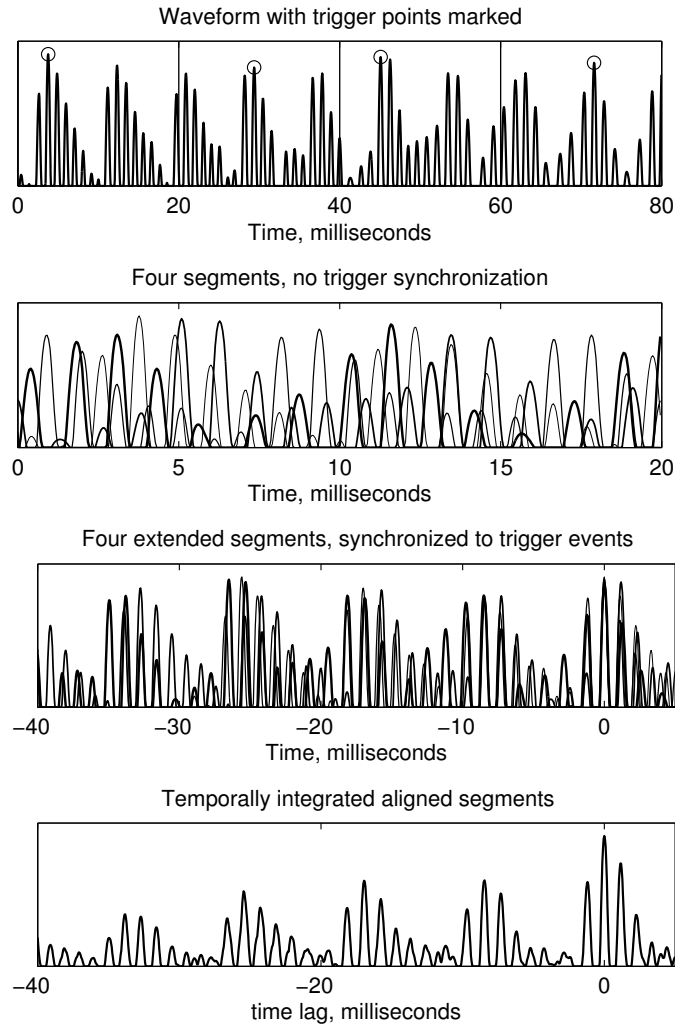 Waveform with trigger points marked
0 20 40 60 80
Time, milliseconds
Four segments, no trigger synchronization
0 5 10 15 20
Time, milliseconds
Four extended segments, synchronized to trigger events
−40 −30 −20 −10 0
Time, milliseconds
Temporally integrated aligned segments
−40 −20 0
time lag, milliseconds